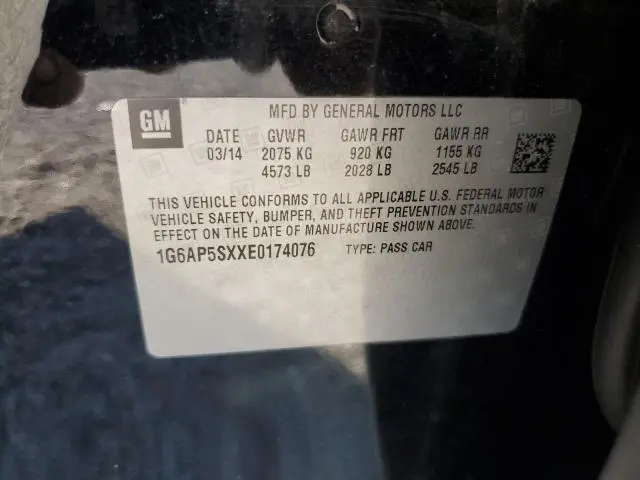 GM
MFD BY GENERAL MOTORS LLC
DATE GVWR GAWR FRT GAWR RR
03/14 2075 KG 920 KG 1155 KG
4573 LB 2028 LB 2545 LB
THIS VEHICLE CONFORMS TO ALL APPLICABLE U.S. FEDERAL MOTOR
VEHICLE SAFETY, BUMPER, AND THEFT PREVENTION STANDARDS IN
EFFECT ON THE DATE OF MANUFACTURE SHOWN ABOVE.
1G6AP5SXXE0174076 TYPE: PASS CAR